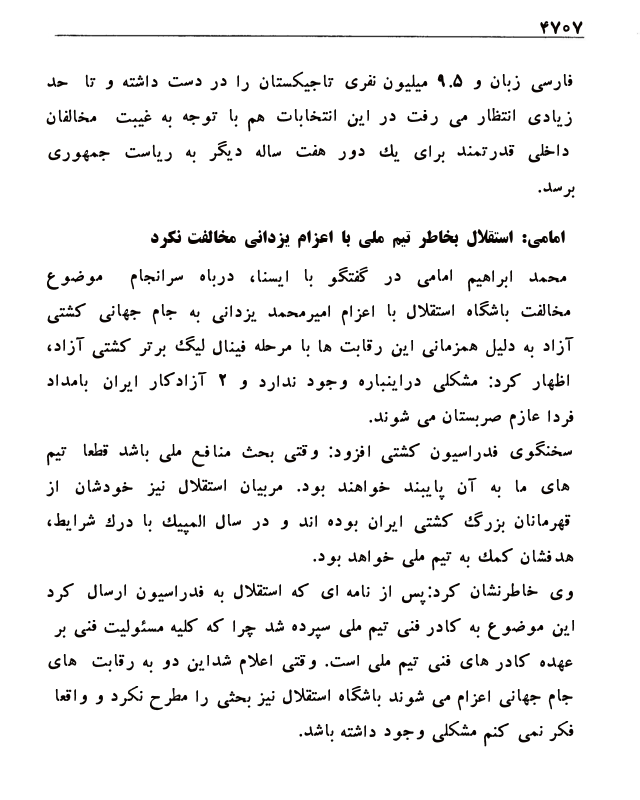 ۴۷۰۷
فارسی زبان و ۹.۵ میلیون نفری تاجیکستان را در دست داشته و تا حد
زیادی انتظار می رفت در این انتخابات هم با توجه به غیبت مخالفان
داخلی قدرتمند برای یك دور هفت ساله دیگر به ریاست جمهوری
برسد.
امامی: استقلال بخاطر تیم ملی با اعزام یزدانی مخالفت نکرد
محمد ابراهیم امامی در گفتگو با ایسنا، درباه سرانجام موضوع
مخالفت باشگاه استقلال با اعزام امیرمحمد یزدانی به جام جهانی کشتی
آزاد به دلیل همزمانی این رقابت ها با مرحله فینال لیگ برتر کشتی آزاد،
اظهار کرد: مشکلی دراینباره وجود ندارد و ۲ آزادکار ایران بامداد
فردا عازم صربستان می شوند.
سخنگوی فدراسیون کشتی افزود: وقتی بحث منافع ملی باشد قطعا تیم
های ما به آن پایبند خواهند بود. مربیان استقلال نیز خودشان از
قهرمانان بزرگ کشتی ایران بوده اند و در سال المپیك با درك شرایط،
هدفشان کمك به تیم ملی خواهد بود.
وی خاطرنشان کرد:پس از نامه ای که استقلال به فدراسیون ارسال کرد
این موضوع به کادر فنی تیم ملی سپرده شد چرا که کلیه مسئولیت فنی بر
عهده کادر های فنی تیم ملی است. وقتی اعلام شداین دو به رقابت های
جام جهانی اعزام می شوند باشگاه استقلال نیز بحثی را مطرح نکرد و واقعا
فکر نمی کنم مشکلی وجود داشته باشد.